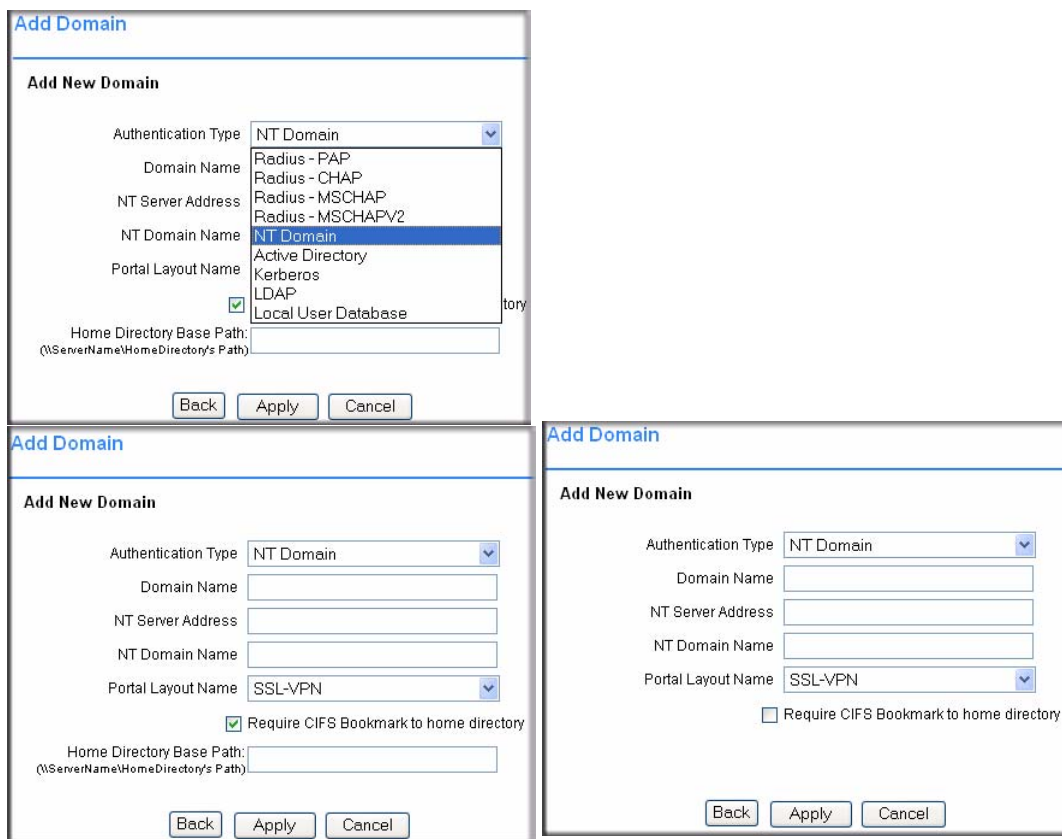 Add Domain
Add New Domain
Authentication Type NT Domain
Domain Name Radius - PAP
Radius - CHAP
NT Server Address Radius - MSCHAP
Radius - MSCHAPV2
NT Domain Name NT Domain
Active Directory
Portal Layout Name Kerberos
LDAP
tory
Local User Database
Home Directory Base Path:
(\\ServerName\HomeDirectory's Path)
Back Apply Cancel
Add Domain
Add New Domain
Authentication Type NT Domain
Domain Name
NT Server Address
NT Domain Name
Portal Layout Name SSL-VPN
Require CIFS Bookmark to home directory
Home Directory Base Path:
(\\ServerName\HomeDirectory's Path)
Back Apply Cancel
Add Domain
Add New Domain
Authentication Type NT Domain
Domain Name
NT Server Address
NT Domain Name
Portal Layout Name SSL-VPN
Require CIFS Bookmark to home directory
Back Apply Cancel